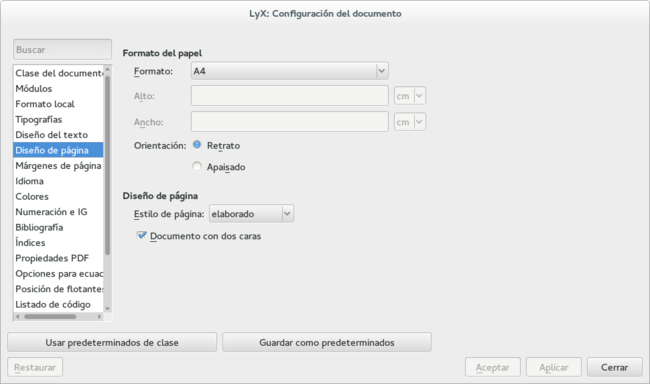 LyX: Configuración del documento
Buscar
Clase del documento
Módulos
Formato local
Tipografías
Diseño del texto
Diseño de página
Márgenes de página
Idioma
Colores
Numeración e IG
Bibliografía
Índices
Propiedades PDF
Opciones para ecuac
Posición de flotantes
Listado de código
Formato del papel
Formato: A4
Alto: cm
Ancho: cm
Orientación: Retrato
Apaisado
Diseño de página
Estilo de página: elaborado
Documento con dos caras
Usar predeterminados de clase Guardar como predeterminados
Restaurar Aceptar Aplicar Cerrar